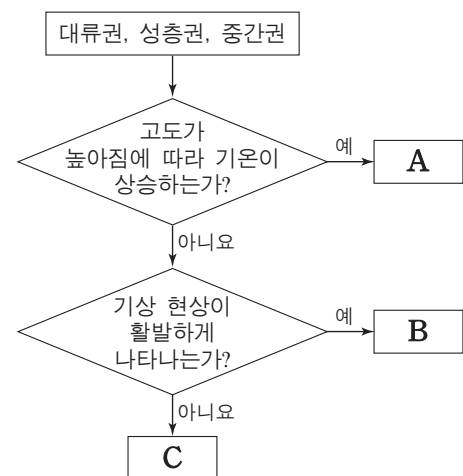 대류권, 성층권, 중간권
고도가
높아짐에 따라 기온이
상승하는가?
예
A
아니요
기상 현상이
활발하게
나타나는가?
예
B
아니요
C